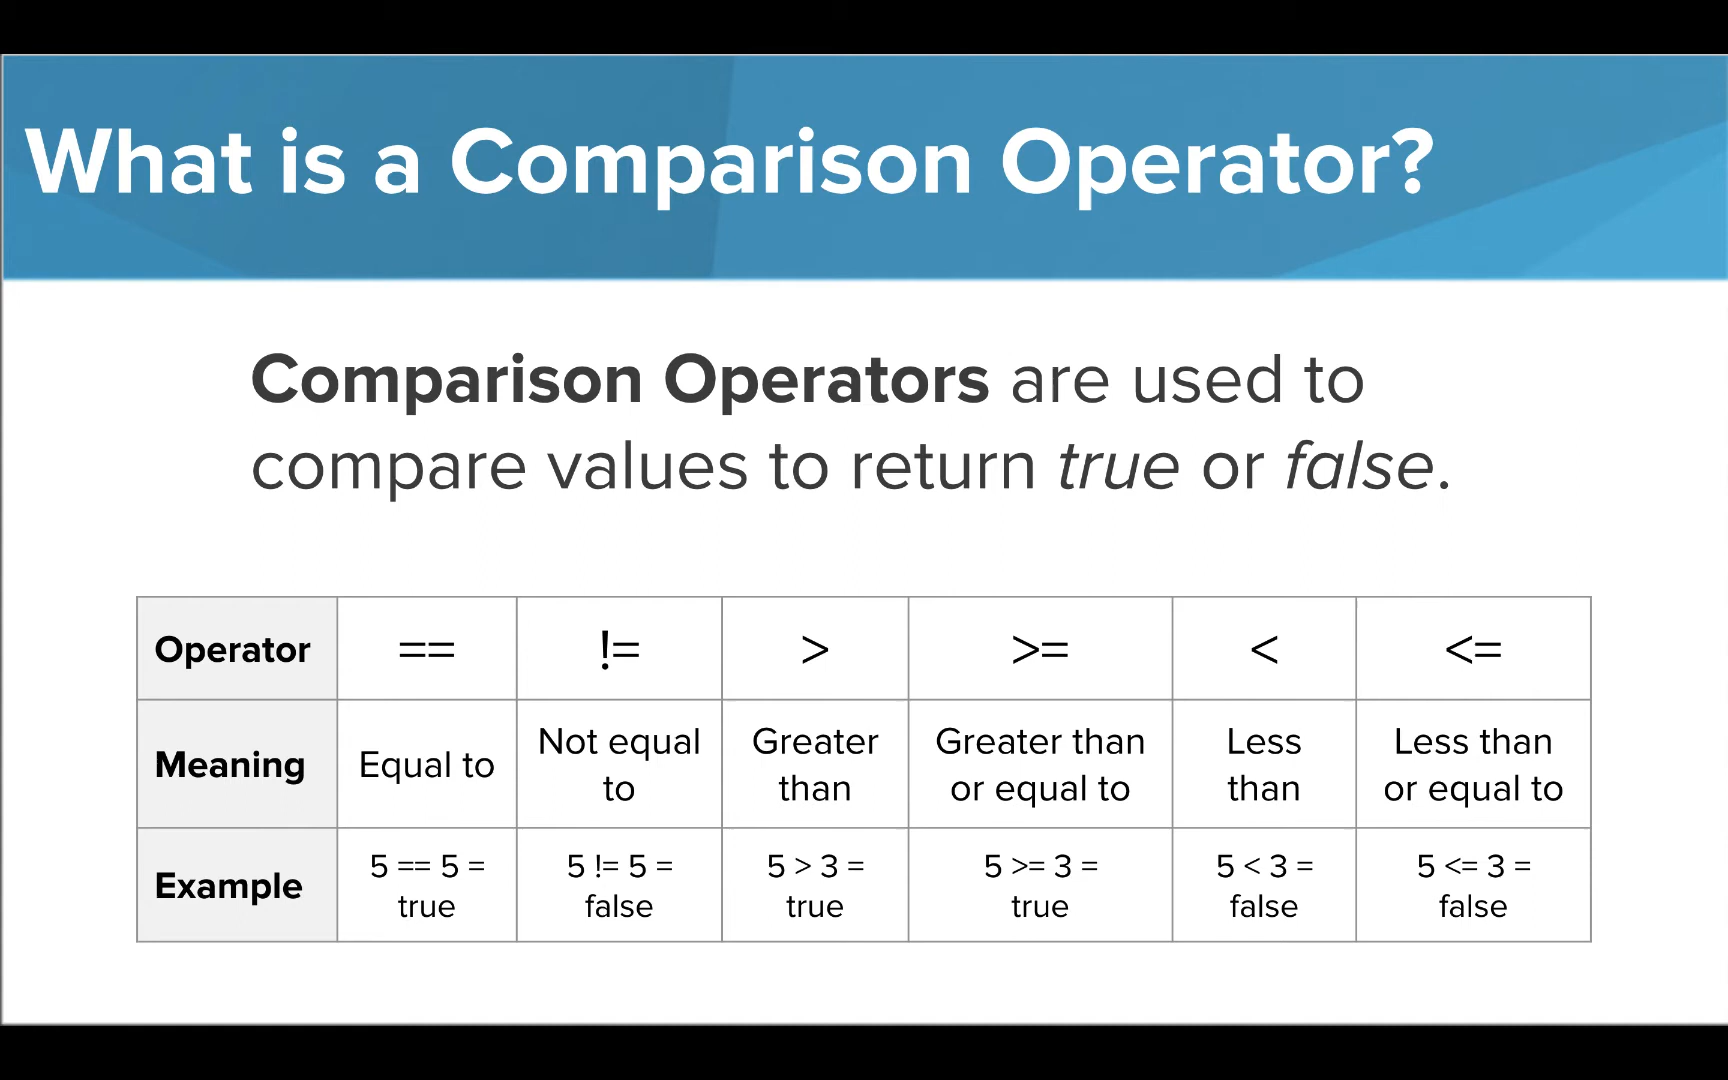 What is a Comparison Operator?
Comparison Operators are used to
compare values to return true or false.
Operator == != > >= < <=
Meaning Equal to Not equal to Greater than Greater than or equal to Less than Less than or equal to
Example 5 == 5 = true 5 != 5 = false 5 > 3 = true 5 >= 3 = true 5 < 3 = false 5 <= 3 = false